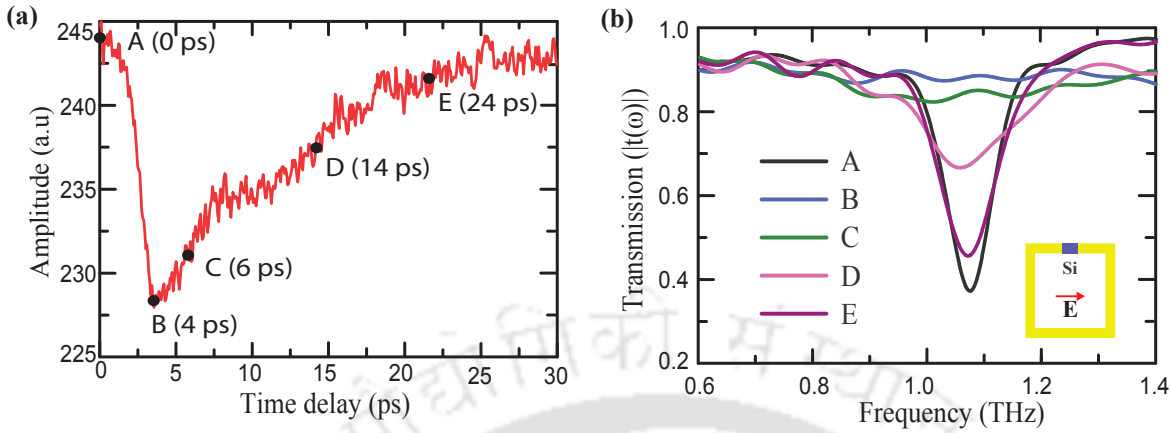 (a)
245
240
235
230
225
0
5
10
15
20
25
30
Amplitude (a.u)
Time delay (ps)
A (0 ps)
B (4 ps)
C (6 ps)
D (14 ps)
E (24 ps)
(b)
1.0
0.8
0.6
0.4
0.2
0.6
0.8
1.0
1.2
1.4
Transmission (|t(ω)|)
Frequency (THz)
A
B
C
D
E
Si
E